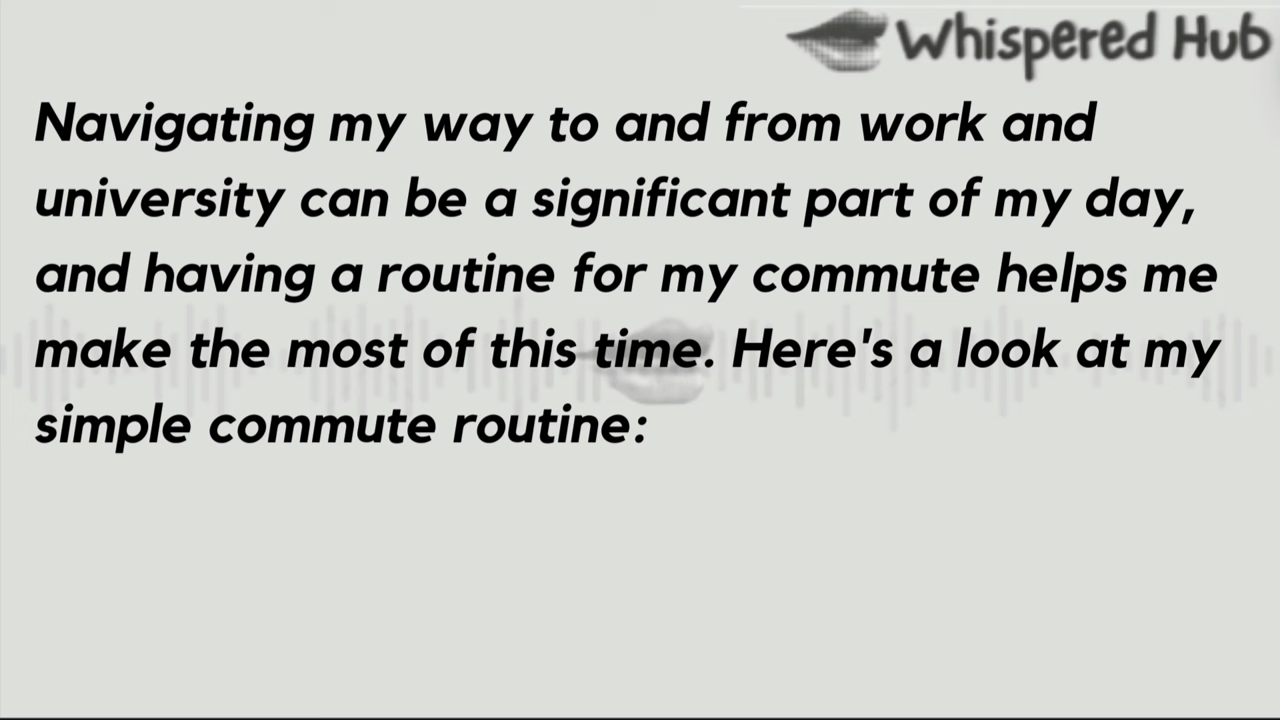 Whispered Hub
Navigating my way to and from work and
university can be a significant part of my day,
and having a routine for my commute helps me
make the most of this time. Here's a look at my
simple commute routine: